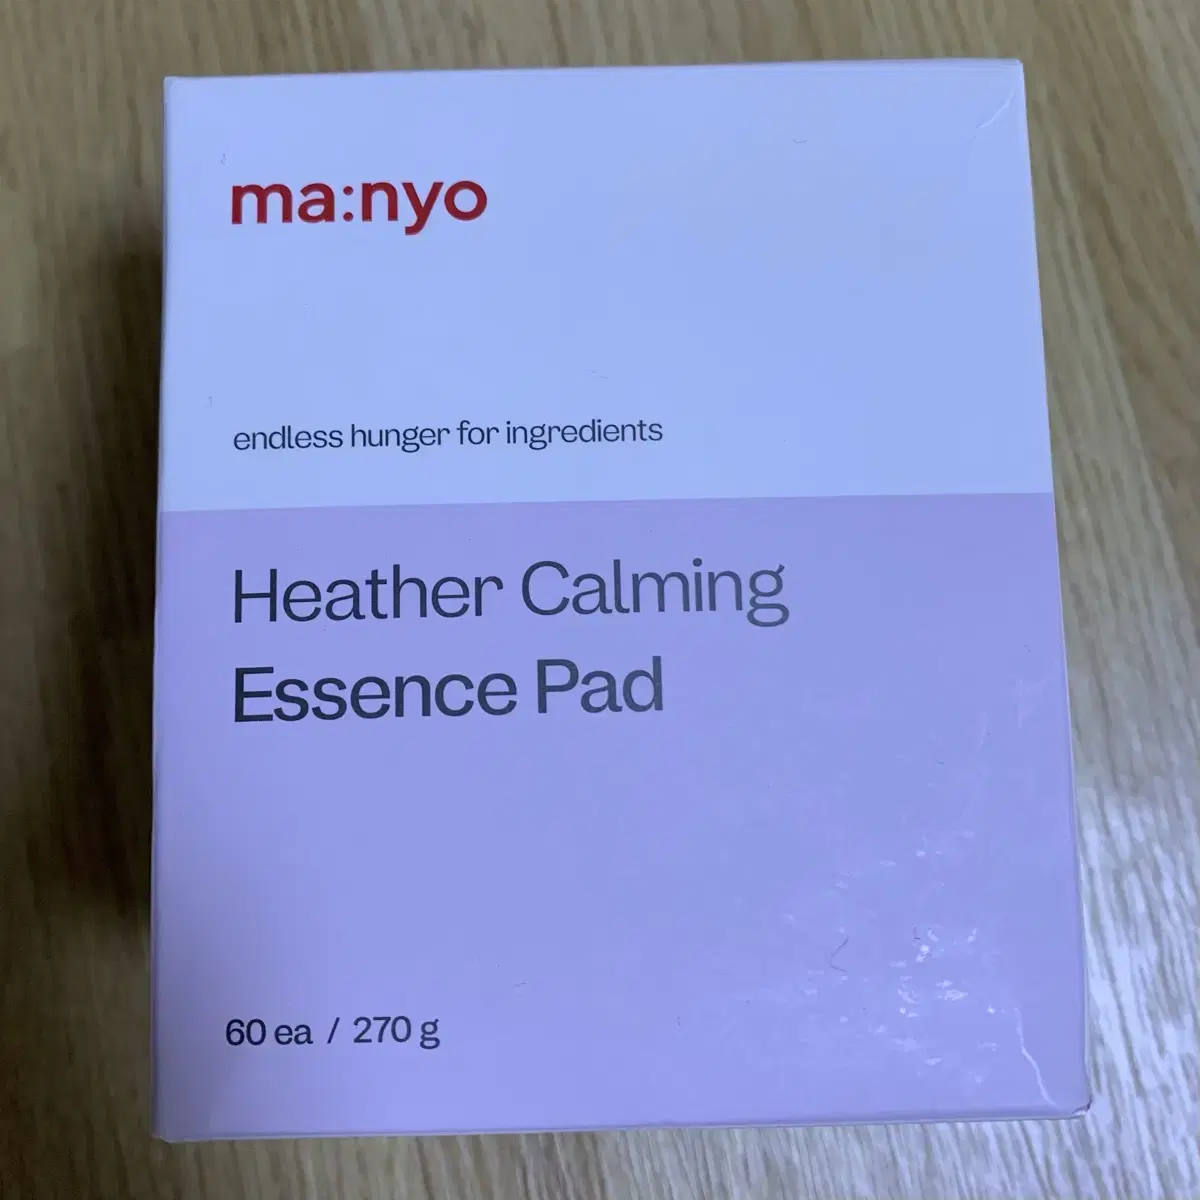 ma:nyo
endless hunger for ingredients
Heather Calming
Essence Pad
60 ea / 270 g